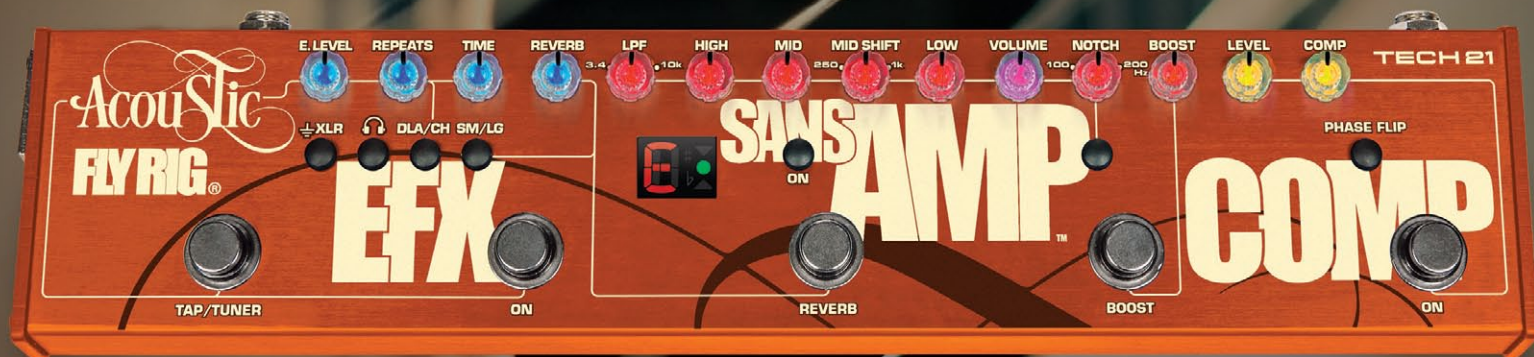 E.LEVEL REPEATS TIME REVERB LPF HIGH MID MID SHIFT LOW VOLUME NOTCH BOOST LEVEL COMP
3.4 10k 250 1k 100 200 Hz
TECH 21
Acoustic
FLY RIG®
XLR DLA/CH SM/LG
EFX
E
b
SANSAMP™
ON
PHASE FLIP
COMP
TAP/TUNER ON REVERB BOOST ON